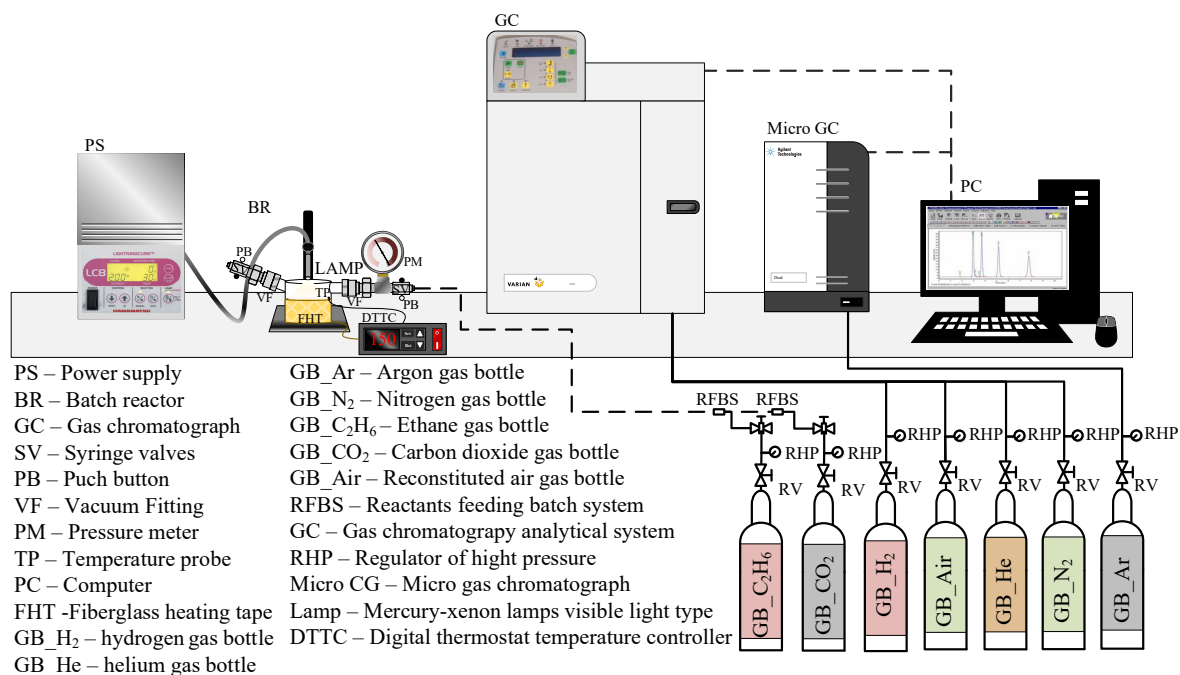 GC
PS
BR
Micro GC
Agilent
Technologies
PC
PB
LAMP
PM
LIGHTNINGCURE™
LCB
200
30
VF
TP
VF
SV
PB
FHT
DTTC
150
HAMAMATSU
VARIAN
PS – Power supply
BR – Batch reactor
GC – Gas chromatograph
SV – Syringe valves
PB – Puch button
VF – Vacuum Fitting
PM – Pressure meter
TP – Temperature probe
PC – Computer
FHT -Fiberglass heating tape
GB_H₂ – hydrogen gas bottle
GB_He – helium gas bottle
GB_Ar – Argon gas bottle
GB_N₂ – Nitrogen gas bottle
GB_C₂H₆ – Ethane gas bottle
GB_CO₂ – Carbon dioxide gas bottle
GB_Air – Reconstituted air gas bottle
RFBS – Reactants feeding batch system
GC – Gas chromatograpy analytical system
RHP – Regulator of hight pressure
Micro CG – Micro gas chromatograph
Lamp – Mercury-xenon lamps visible light type
DTTC – Digital thermostat temperature controller
RFBS RFBS
RHP RHP RHP RHP RHP RHP RHP
RV RV RV RV RV RV RV
GB_C₂H₆
GB_CO₂
GB_H₂
GB_Air
GB_He
GB_N₂
GB_Ar